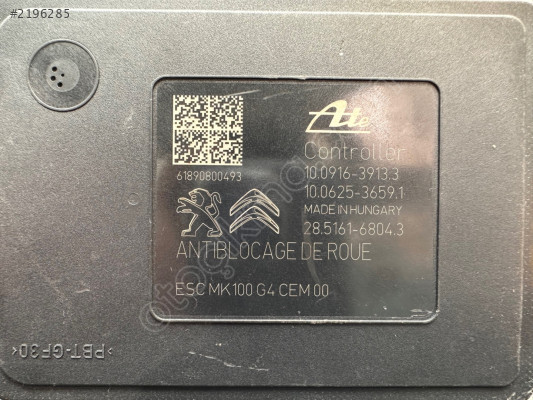 #2196285
Ate
Controller
10.0916-3913.3
10.0625-3659.1
MADE IN HUNGARY
28.5161-6804.3
61890800493
ANTIBLOCAGE DE ROUE
ESC MK100 G4 CEM 00
>PBT-GF30<